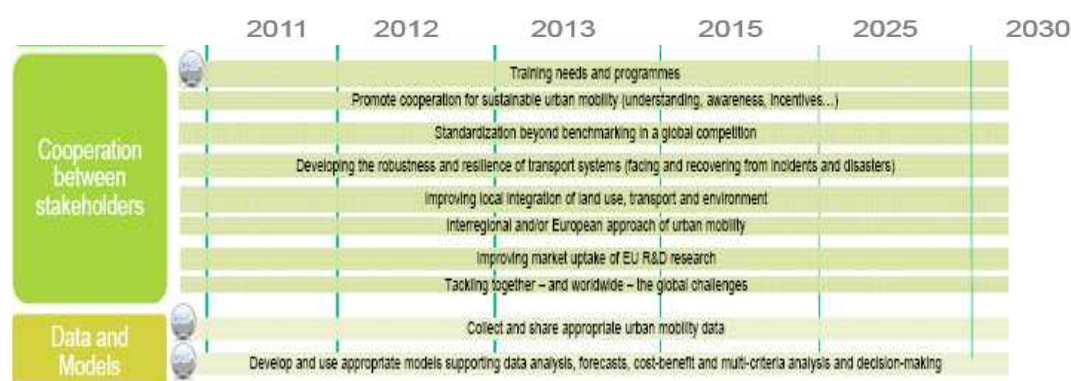 2011 2012 2013 2015 2025 2030
Cooperation
between
stakeholders
Training needs and programmes
Promote cooperation for sustainable urban mobility (understanding, awareness, incentives...)
Standardization beyond benchmarking in a global competition
Developing the robustness and resilience of transport systems (facing and recovering from incidents and disasters)
Improving local integration of land use, transport and environment
Interregional and/or European approach of urban mobility
Improving market uptake of EU R&D research
Tackling together – and worldwide – the global challenges
Data and
Models
Collect and share appropriate urban mobility data
Develop and use appropriate models supporting data analysis, forecasts, cost-benefit and multi-criteria analysis and decision-making